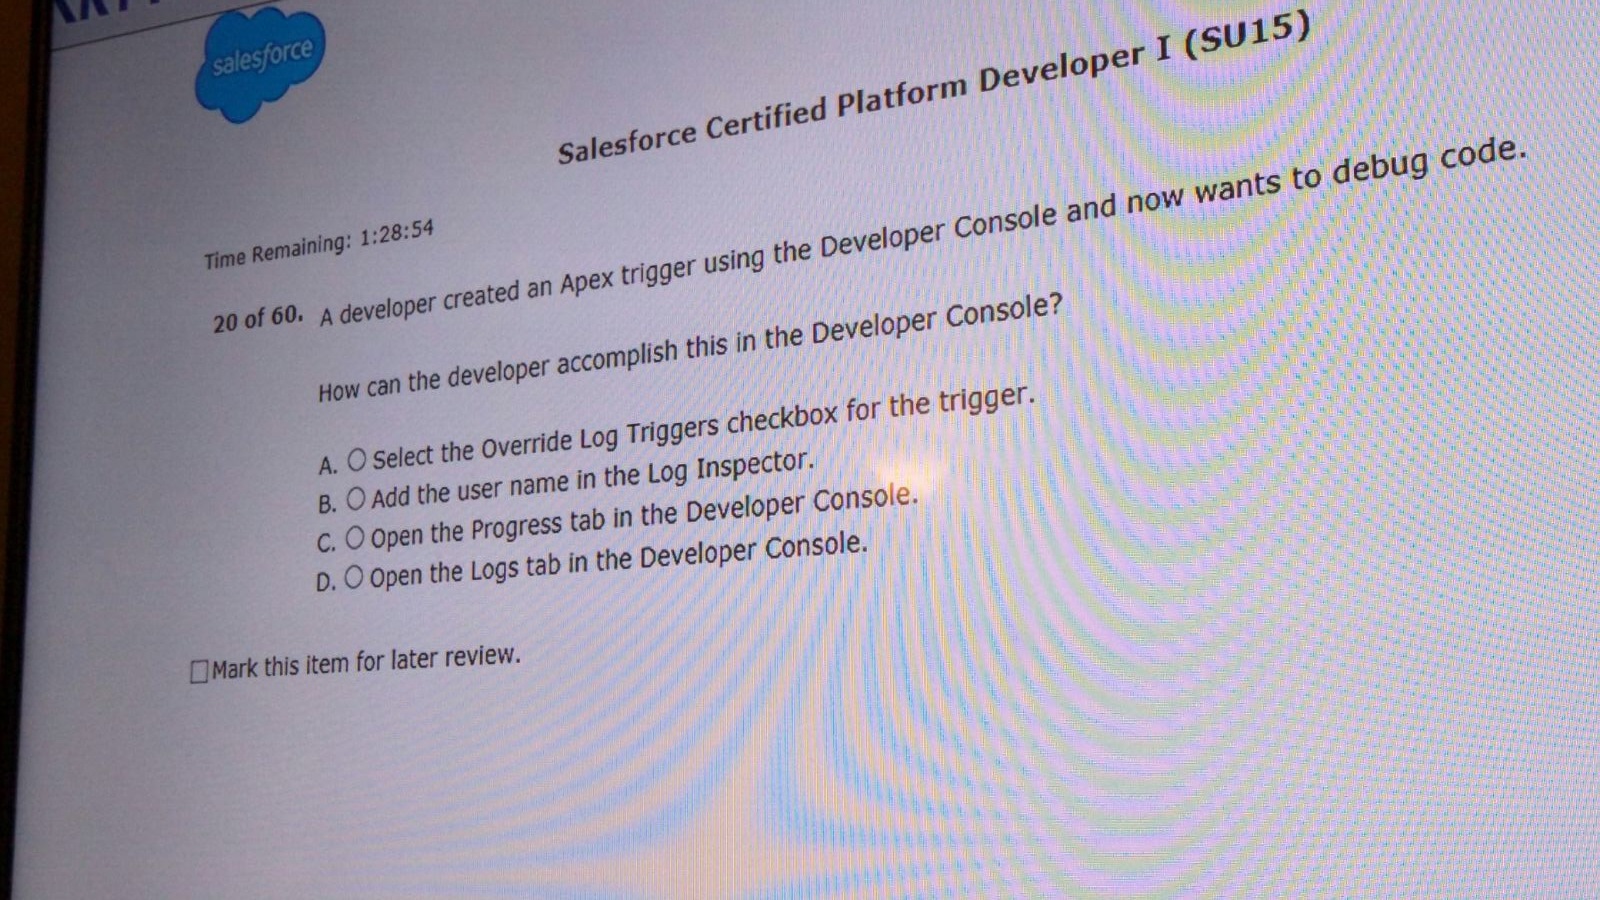 salesforce
Salesforce Certified Platform Developer I (SU15)
Time Remaining: 1:28:54
20 of 60. A developer created an Apex trigger using the Developer Console and now wants to debug code.
How can the developer accomplish this in the Developer Console?
A. Select the Override Log Triggers checkbox for the trigger.
B. Add the user name in the Log Inspector.
C. Open the Progress tab in the Developer Console.
D. Open the Logs tab in the Developer Console.
Mark this item for later review.